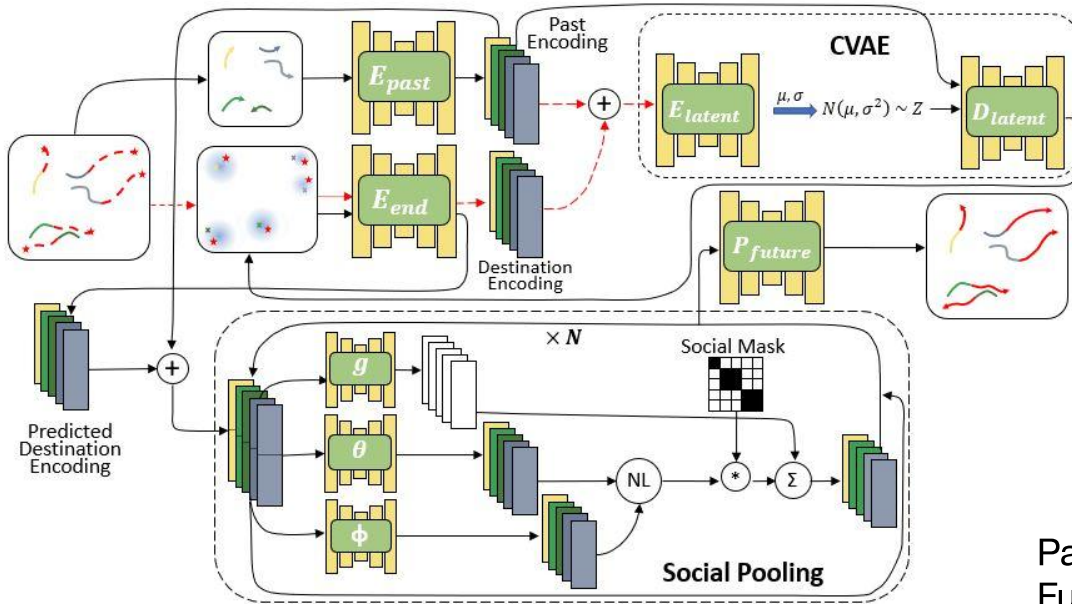 Past
Encoding
CVAE
E_past
E_latent
μ, σ
N(μ, σ²) ~ Z
D_latent
E_end
Destination
Encoding
P_future
× N
Social Mask
g
Predicted
Destination
Encoding
θ
NL
*
Σ
ϕ
Social Pooling
+
+
Pa
Fu